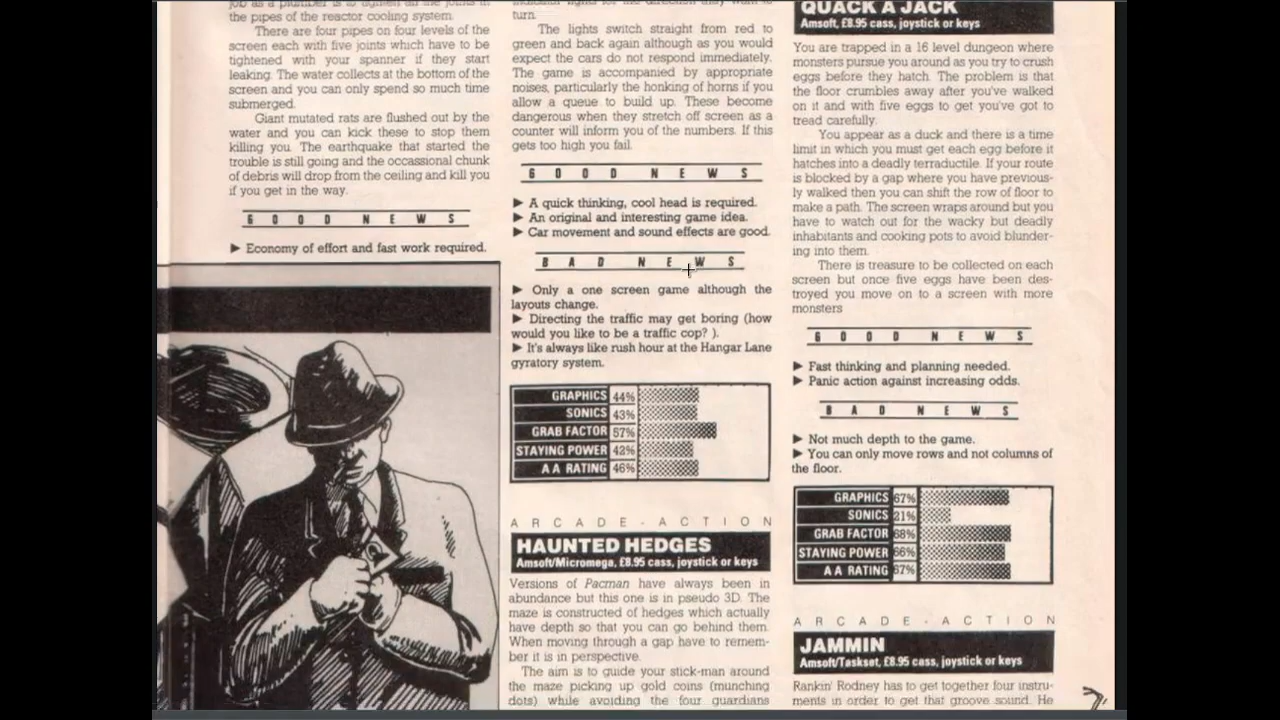 the pipes of the reactor cooling system.
There are four pipes on four levels of the
screen each with five joints which have to be
tightened with your spanner if they start
leaking. The water collects at the bottom of the
screen and you can only spend so much time
submerged.
Giant mutated rats are flushed out by the
water and you can kick these to stop them
killing you. The earthquake that started the
trouble is still going and the occassional chunk
of debris will drop from the ceiling and kill you
if you get in the way.
GOOD NEWS
► Economy of effort and fast work required.
turn.
The lights switch straight from red to
green and back again although as you would
expect the cars do not respond immediately.
The game is accompanied by appropriate
noises, particularly the honking of horns if you
allow a queue to build up. These become
dangerous when they stretch off screen as a
counter will inform you of the numbers. If this
gets too high you fail.
GOOD NEWS
► A quick thinking, cool head is required.
► An original and interesting game idea.
► Car movement and sound effects are good.
BAD NEWS
► Only a one screen game although the
layouts change.
► Directing the traffic may get boring (how
would you like to be a traffic cop? ).
► It's always like rush hour at the Hangar Lane
gyratory system.
GRAPHICS 44%
SONICS 43%
GRAB FACTOR 57%
STAYING POWER 42%
AA RATING 46%
ARCADE-ACTION
HAUNTED HEDGES
Amsoft/Micromega, £8.95 cass, joystick or keys
Versions of Pacman have always been in
abundance but this one is in pseudo 3D. The
maze is constructed of hedges which actually
have depth so that you can go behind them.
When moving through a gap have to remem-
ber it is in perspective.
The aim is to guide your stick-man around
the maze picking up gold coins (munching
dots) while avoiding the four guardians
QUACK A JACK
Amsoft, £8.95 cass, joystick or keys
You are trapped in a 16 level dungeon where
monsters pursue you around as you try to crush
eggs before they hatch. The problem is that
the floor crumbles away after you've walked
on it and with five eggs to get you've got to
tread carefully.
You appear as a duck and there is a time
limit in which you must get each egg before it
hatches into a deadly terraductile. If your route
is blocked by a gap where you have previous-
ly walked then you can shift the row of floor to
make a path. The screen wraps around but you
have to watch out for the wacky but deadly
inhabitants and cooking pots to avoid blunder-
ing into them.
There is treasure to be collected on each
screen but once five eggs have been des-
troyed you move on to a screen with more
monsters
GOOD NEWS
► Fast thinking and planning needed.
► Panic action against increasing odds.
BAD NEWS
► Not much depth to the game.
► You can only move rows and not columns of
the floor.
GRAPHICS 67%
SONICS 21%
GRAB FACTOR 68%
STAYING POWER 66%
AA RATING 67%
ARCADE-ACTION
JAMMIN
Amsoft/Taskset, £8.95 cass, joystick or keys
Rankin' Rodney has to get together four instru-
ments in order to get that groove sound. He